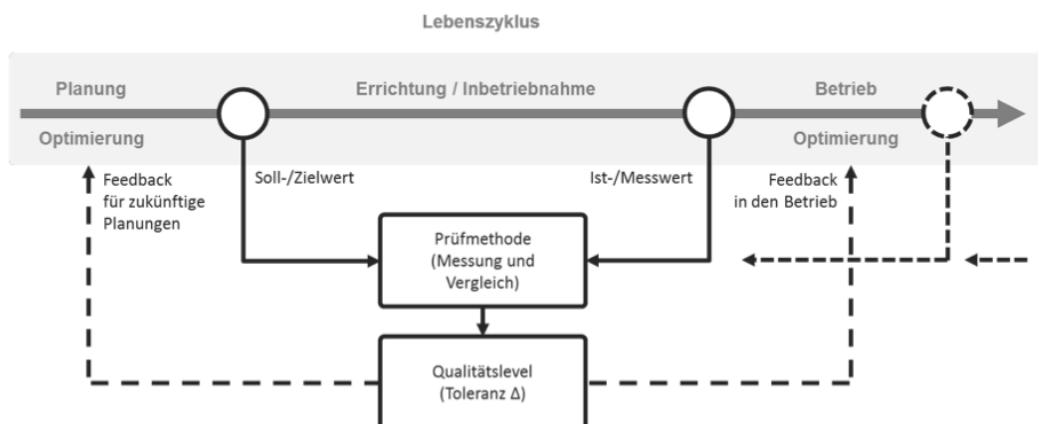 Lebenszyklus
Planung
Errichtung / Inbetriebnahme
Betrieb
Optimierung
Optimierung
Feedback
für zukünftige
Planungen
Soll-/Zielwert
Ist-/Messwert
Feedback
in den Betrieb
Prüfmethode
(Messung und
Vergleich)
Qualitätslevel
(Toleranz Δ)